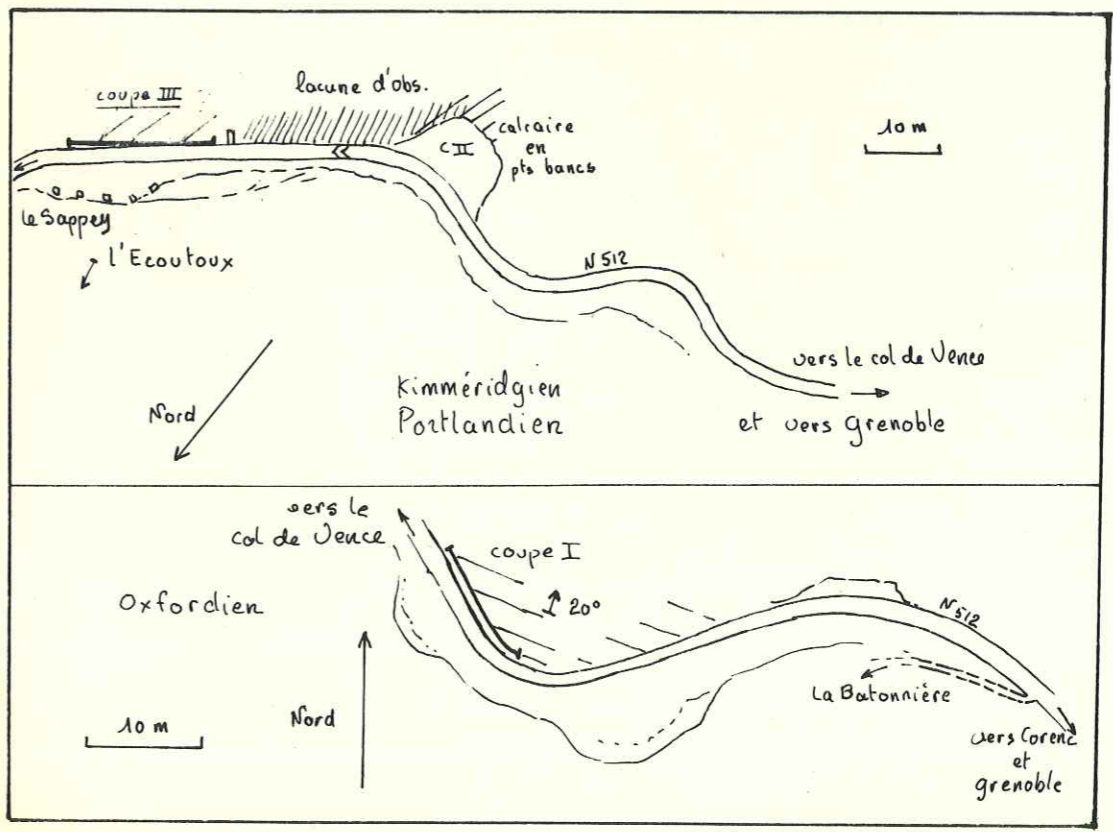 lacune d'obs.
coupe III
calcaire
en
pts bancs
C II
10 m
le Sappey
l'Ecoutoux
N 512
Nord
Kimméridgien
Portlandien
vers le col de Vence
et vers Grenoble
vers le
col de Vence
coupe I
Oxfordien
20°
N 512
Nord
10 m
La Batonnière
vers Corenc
et
grenoble